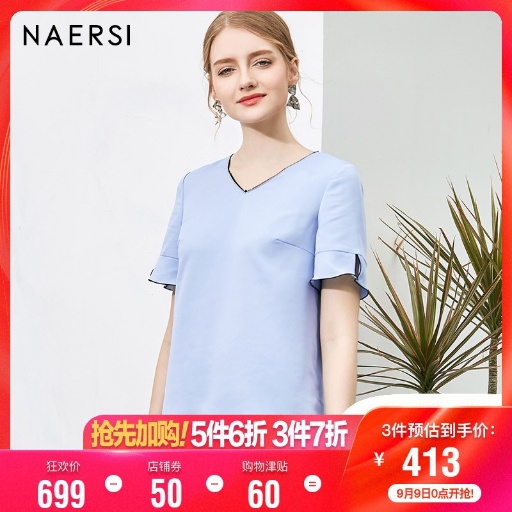 NAERSI
抢先加购! 5件6折 3件7折
3件预估到手价:
¥ 413
9月9日0点开抢!
狂欢价 店铺券 购物津贴
699 - 50 - 60 =